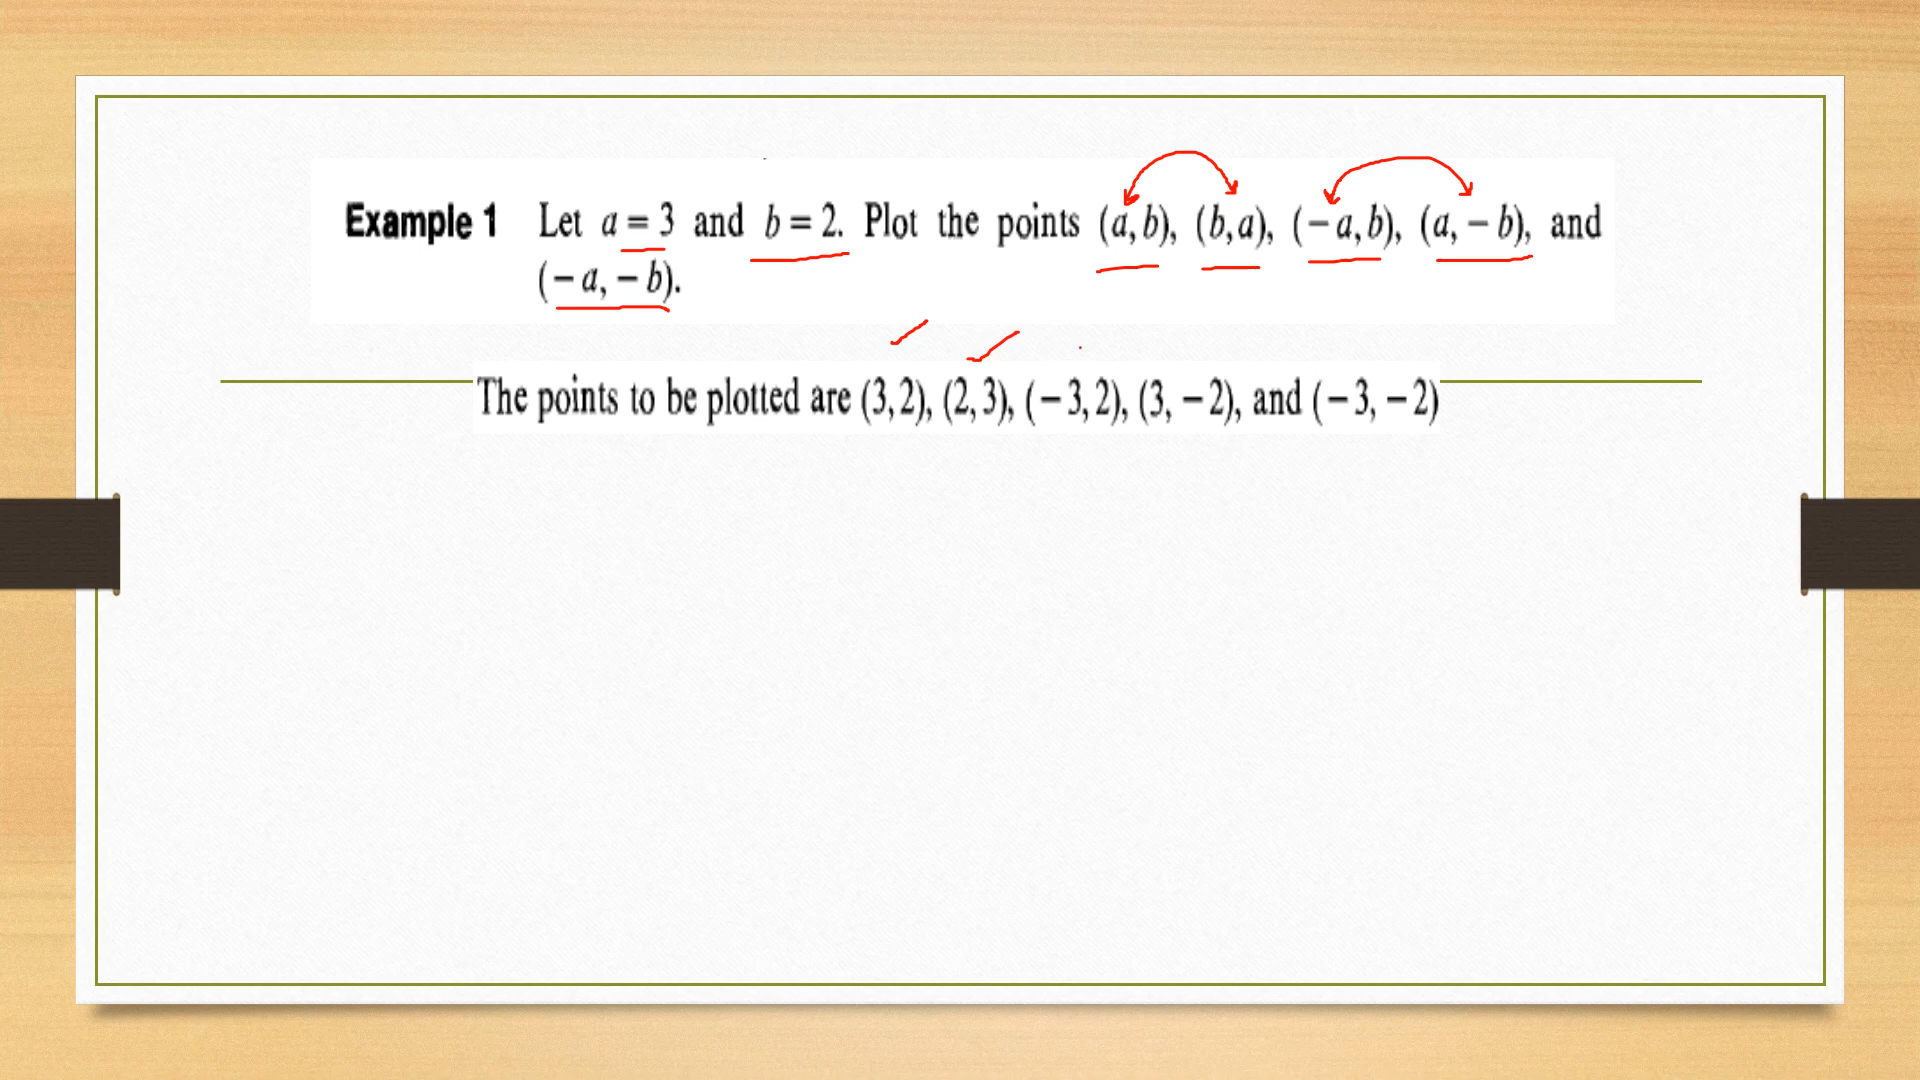 Example 1 Let a = 3 and b = 2. Plot the points (a, b), (b, a), (− a, b), (a, − b), and
(− a, − b).
The points to be plotted are (3, 2), (2, 3), (− 3, 2), (3, − 2), and (− 3, − 2)